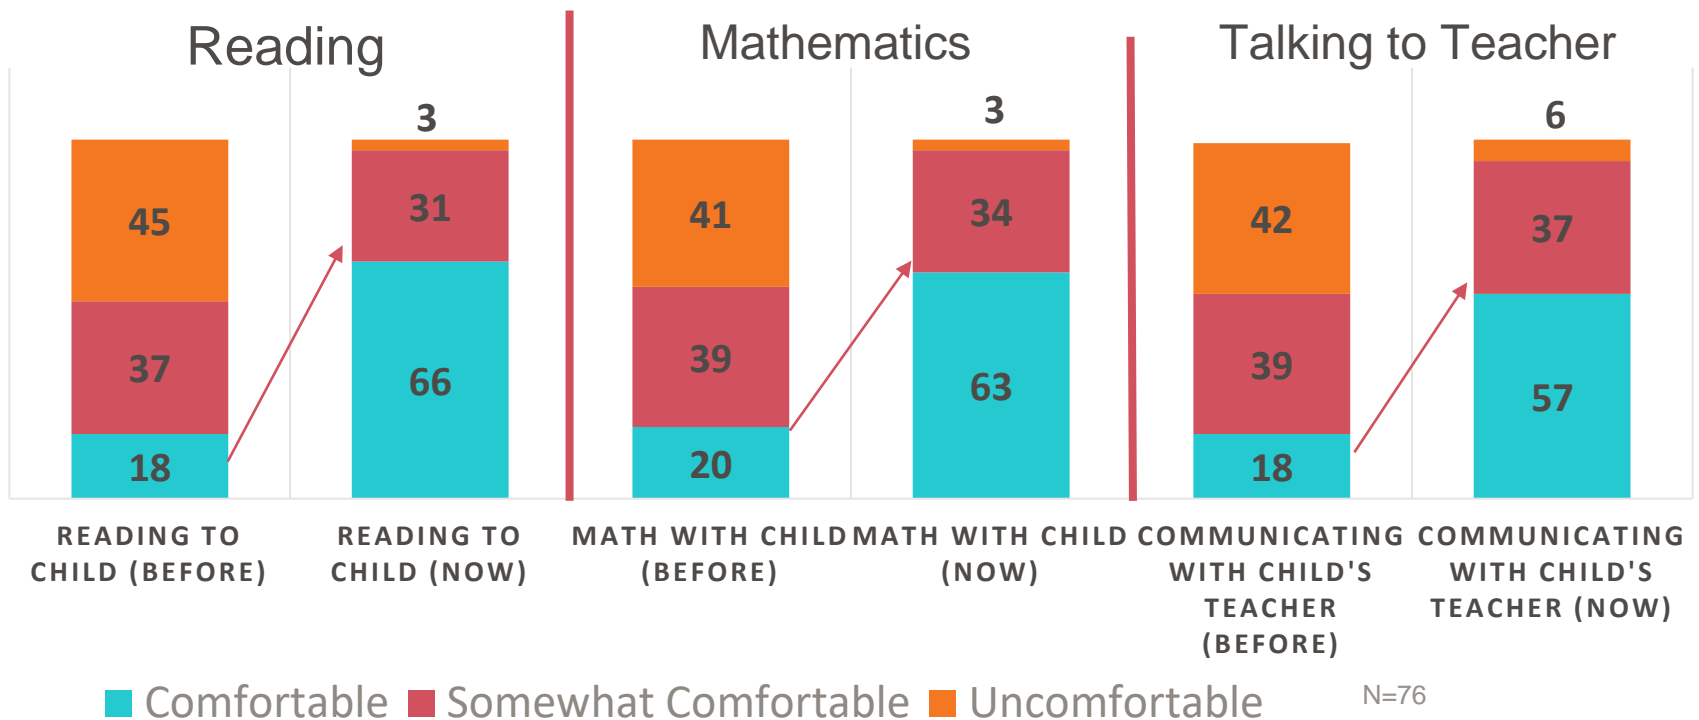 Reading
Mathematics
Talking to Teacher
45
37
18
3
31
66
41
39
20
3
34
63
42
39
18
6
37
57
READING TO
CHILD (BEFORE)
READING TO
CHILD (NOW)
MATH WITH CHILD
(BEFORE)
MATH WITH CHILD
(NOW)
COMMUNICATING
WITH CHILD'S
TEACHER
(BEFORE)
COMMUNICATING
WITH CHILD'S
TEACHER (NOW)
Comfortable
Somewhat Comfortable
Uncomfortable
N=76